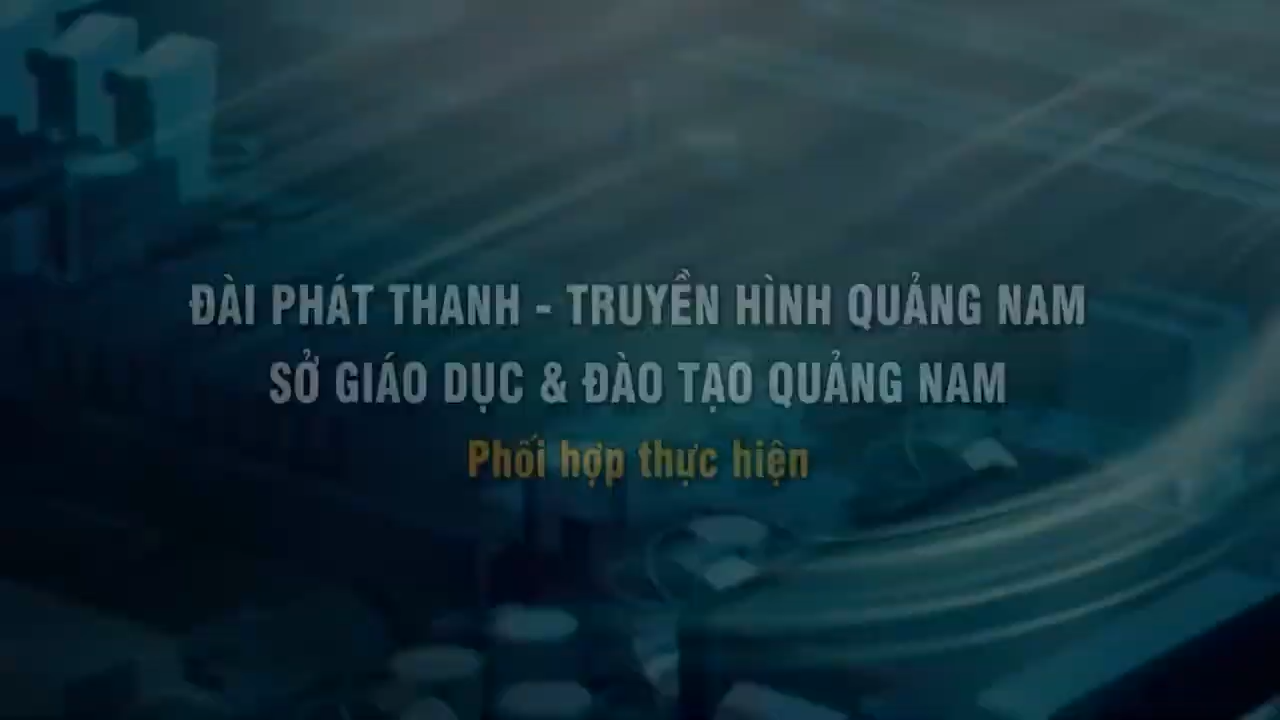 ĐÀI PHÁT THANH - TRUYỀN HÌNH QUẢNG NAM
SỞ GIÁO DỤC & ĐÀO TẠO QUẢNG NAM
Phối hợp thực hiện